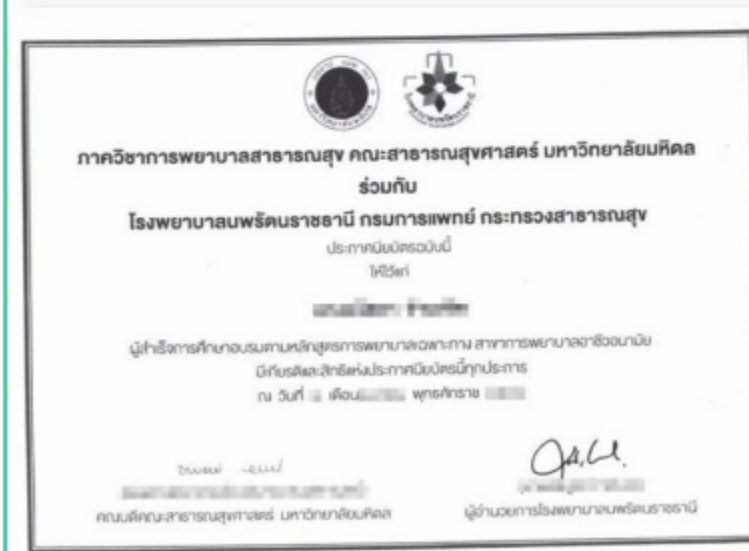 ภาควิชาการพยาบาลสาธารณสุข คณะสาธารณสุขศาสตร์ มหาวิทยาลัยมหิดล
ร่วมกับ
โรงพยาบาลนพรัตนราชธานี กรมการแพทย์ กระทรวงสาธารณสุข
ประกาศนียบัตรฉบับนี้
ให้ไว้แก่
ผู้สำเร็จการศึกษาอบรมตามหลักสูตรการพยาบาลเฉพาะทาง สาขาการพยาบาลอาชีวอนามัย
มีเกียรติและสิทธิแห่งประกาศนียบัตรนี้ทุกประการ
ณ วันที่ เดือน พุทธศักราช
คณบดีคณะสาธารณสุขศาสตร์ มหาวิทยาลัยมหิดล
ผู้อำนวยการโรงพยาบาลนพรัตนราชธานี